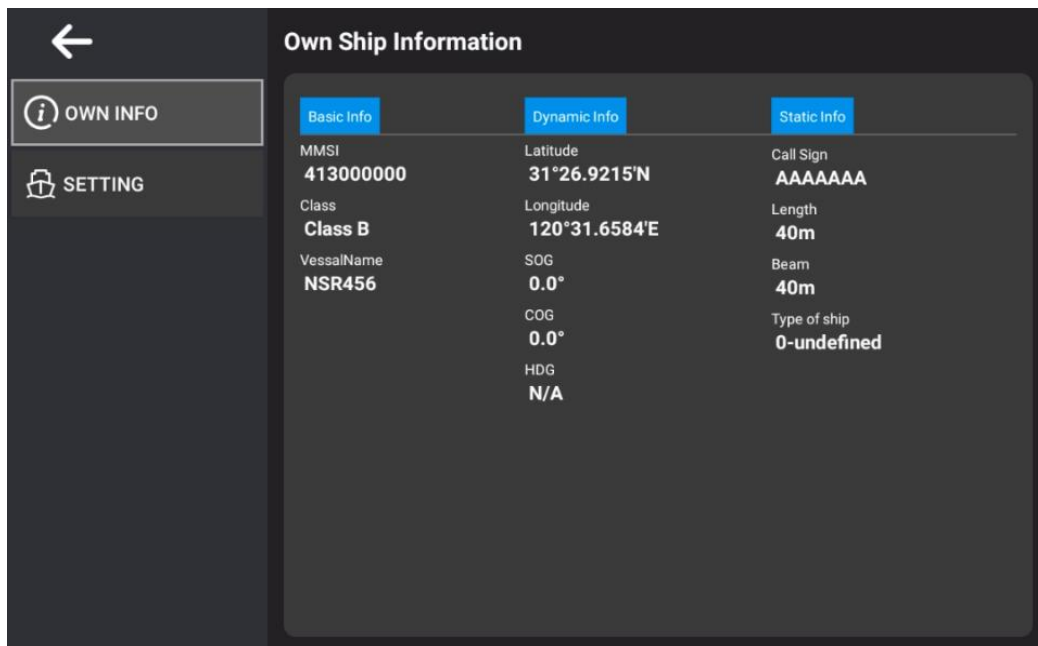 Own Ship Information
OWN INFO
SETTING
Basic Info
MMSI
413000000
Class
Class B
VessalName
NSR456
Dynamic Info
Latitude
31°26.9215'N
Longitude
120°31.6584'E
SOG
0.0°
COG
0.0°
HDG
N/A
Static Info
Call Sign
AAAAAAA
Length
40m
Beam
40m
Type of ship
0-undefined